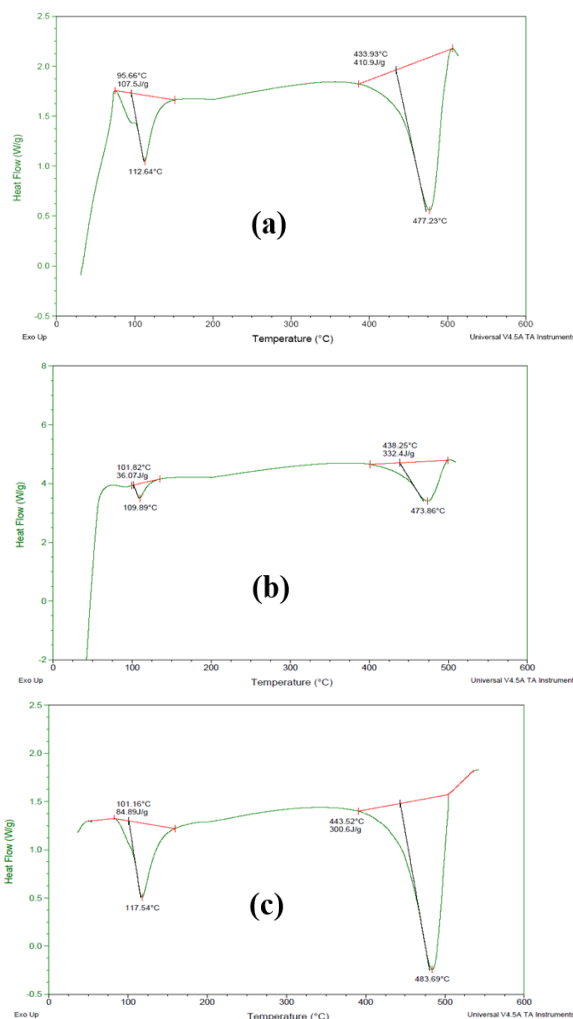 2.5
2.0
1.5
1.0
0.5
0.0
-0.5
Heat Flow (W/g)
95.66°C
107.5J/g
112.64°C
433.93°C
410.9J/g
477.23°C
(a)
0 100 200 300 400 500 600
Exo Up
Temperature (°C)
Universal V4.5A TA Instruments
8
6
4
2
0
-2
Heat Flow (W/g)
101.82°C
36.07J/g
109.89°C
438.25°C
332.4J/g
473.86°C
(b)
0 100 200 300 400 500 600
Exo Up
Temperature (°C)
Universal V4.5A TA Instruments
2.5
2.0
1.5
1.0
0.5
0.0
-0.5
Heat Flow (W/g)
101.16°C
84.89J/g
117.54°C
443.52°C
300.6J/g
483.69°C
(c)
0 100 200 300 400 500 600
Exo Up
Temperature (°C)
Universal V4.5A TA Instruments